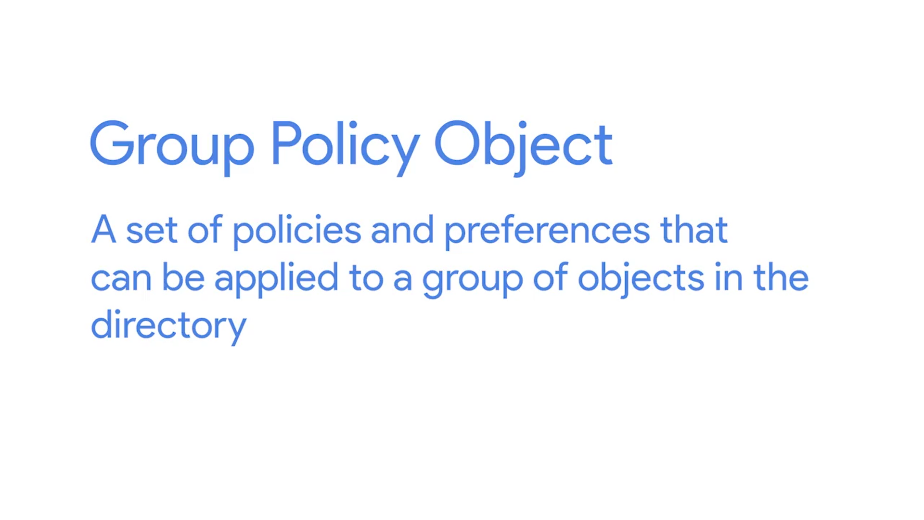 Group Policy Object
A set of policies and preferences that
can be applied to a group of objects in the
directory